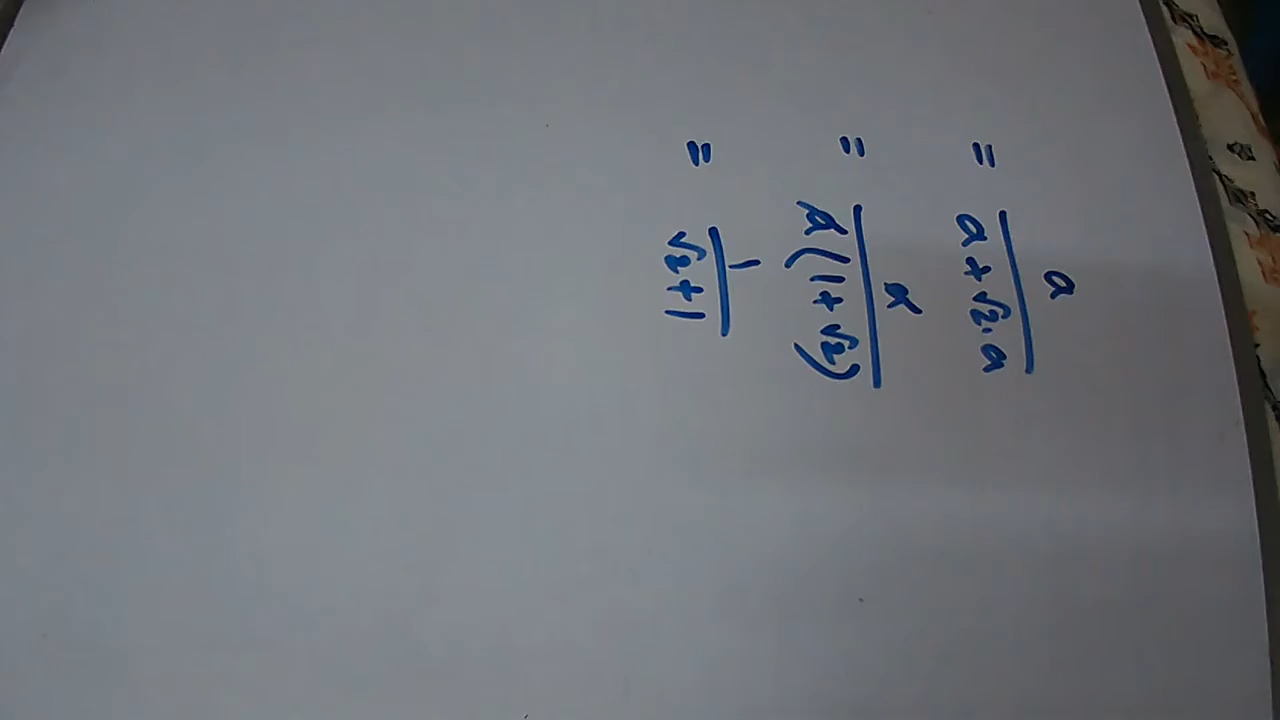 = a / (a + √2 · a)
= a / (a (1 + √2))
= 1 / (√2 + 1)